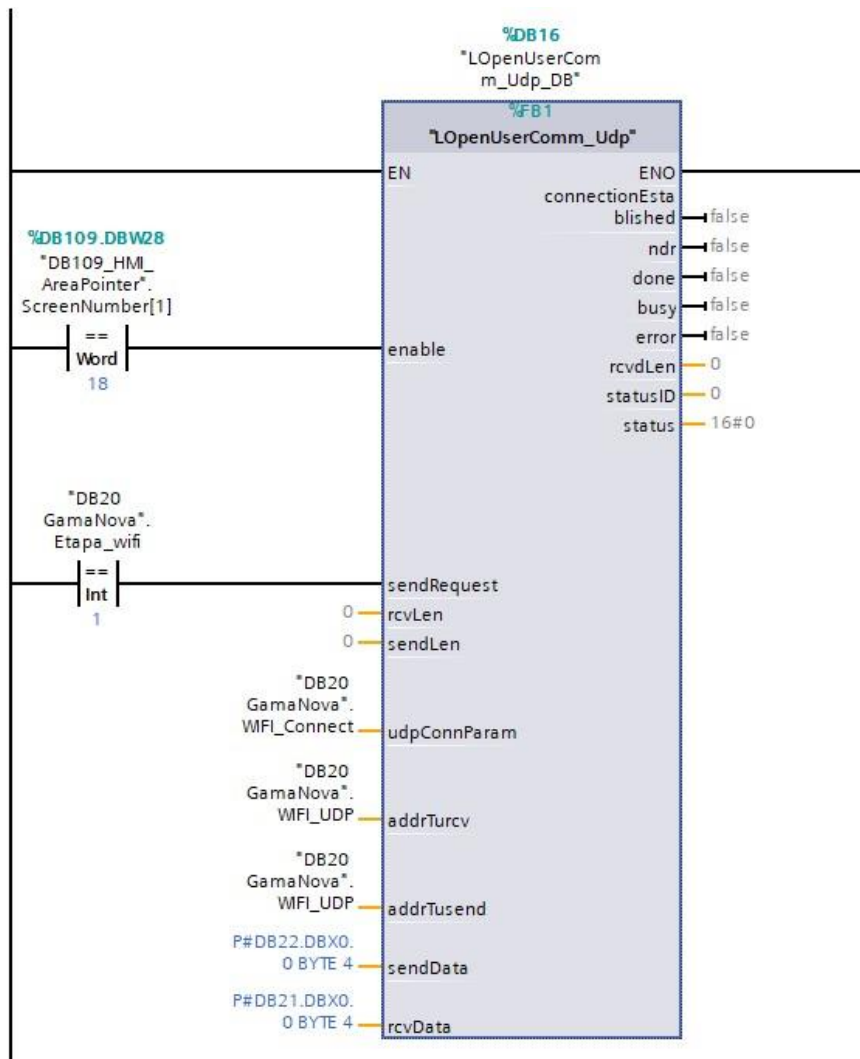 %DB16
"LOpenUserCom
m_Udp_DB"
%FB1
"LOpenUserComm_Udp"
EN
ENO
connectionEsta
blished
false
ndr
false
done
false
busy
false
error
false
rcvdLen
0
statusID
0
status
16#0
%DB109.DBW28
"DB109_HMI_
AreaPointer".
ScreenNumber[1]
==
Word
18
enable
"DB20
GamaNova".
Etapa_wifi
==
Int
1
sendRequest
0
rcvLen
0
sendLen
"DB20
GamaNova".
WIFI_Connect
udpConnParam
"DB20
GamaNova".
WIFI_UDP
addrTurcv
"DB20
GamaNova".
WIFI_UDP
addrTusend
P#DB22.DBX0.
0 BYTE 4
sendData
P#DB21.DBX0.
0 BYTE 4
rcvData